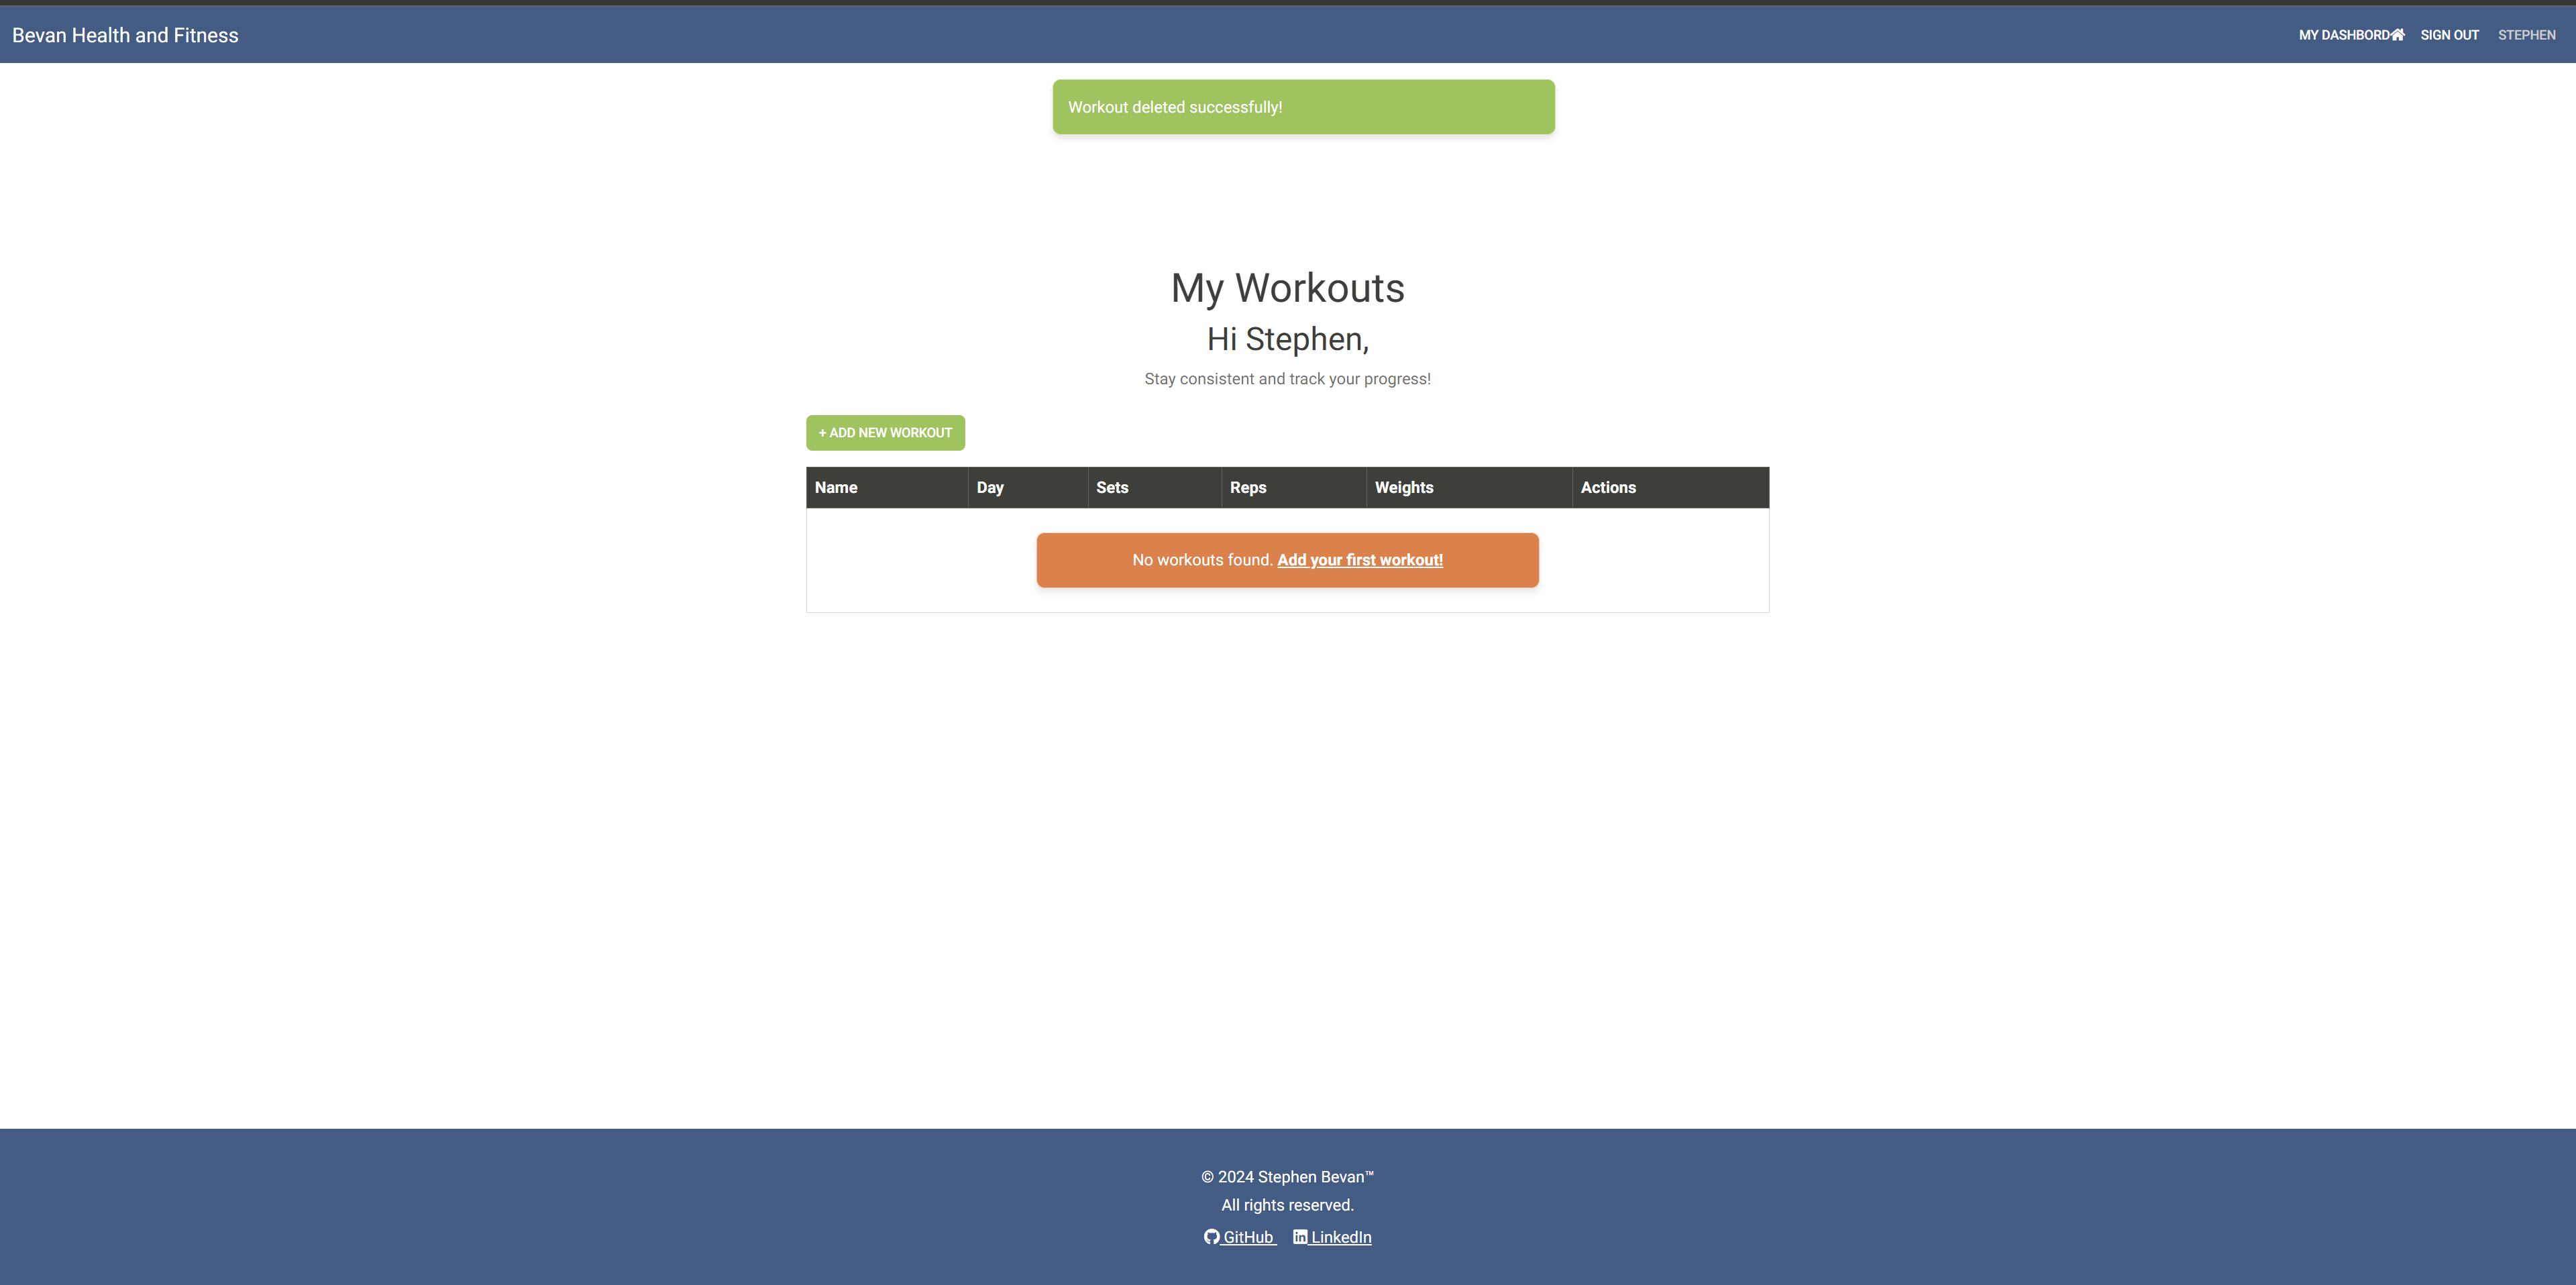 Bevan Health and Fitness
MY DASHBORD SIGN OUT STEPHEN
Workout deleted successfully!
My Workouts
Hi Stephen,
Stay consistent and track your progress!
+ ADD NEW WORKOUT
Name Day Sets Reps Weights Actions
No workouts found. Add your first workout!
© 2024 Stephen Bevan™
All rights reserved.
GitHub LinkedIn